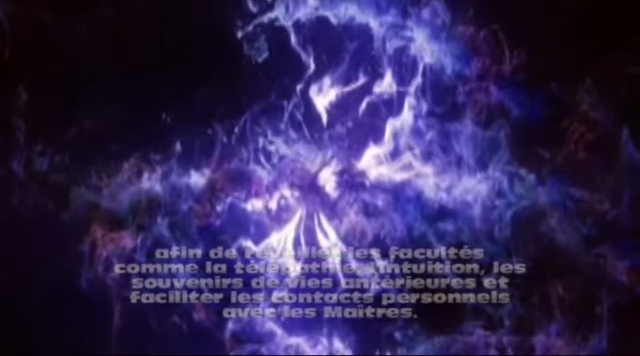 afin de réveiller les facultés
comme la télépathie, l'intuition, les
souvenirs de vies antérieures et
faciliter les contacts personnels
avec les Maîtres.